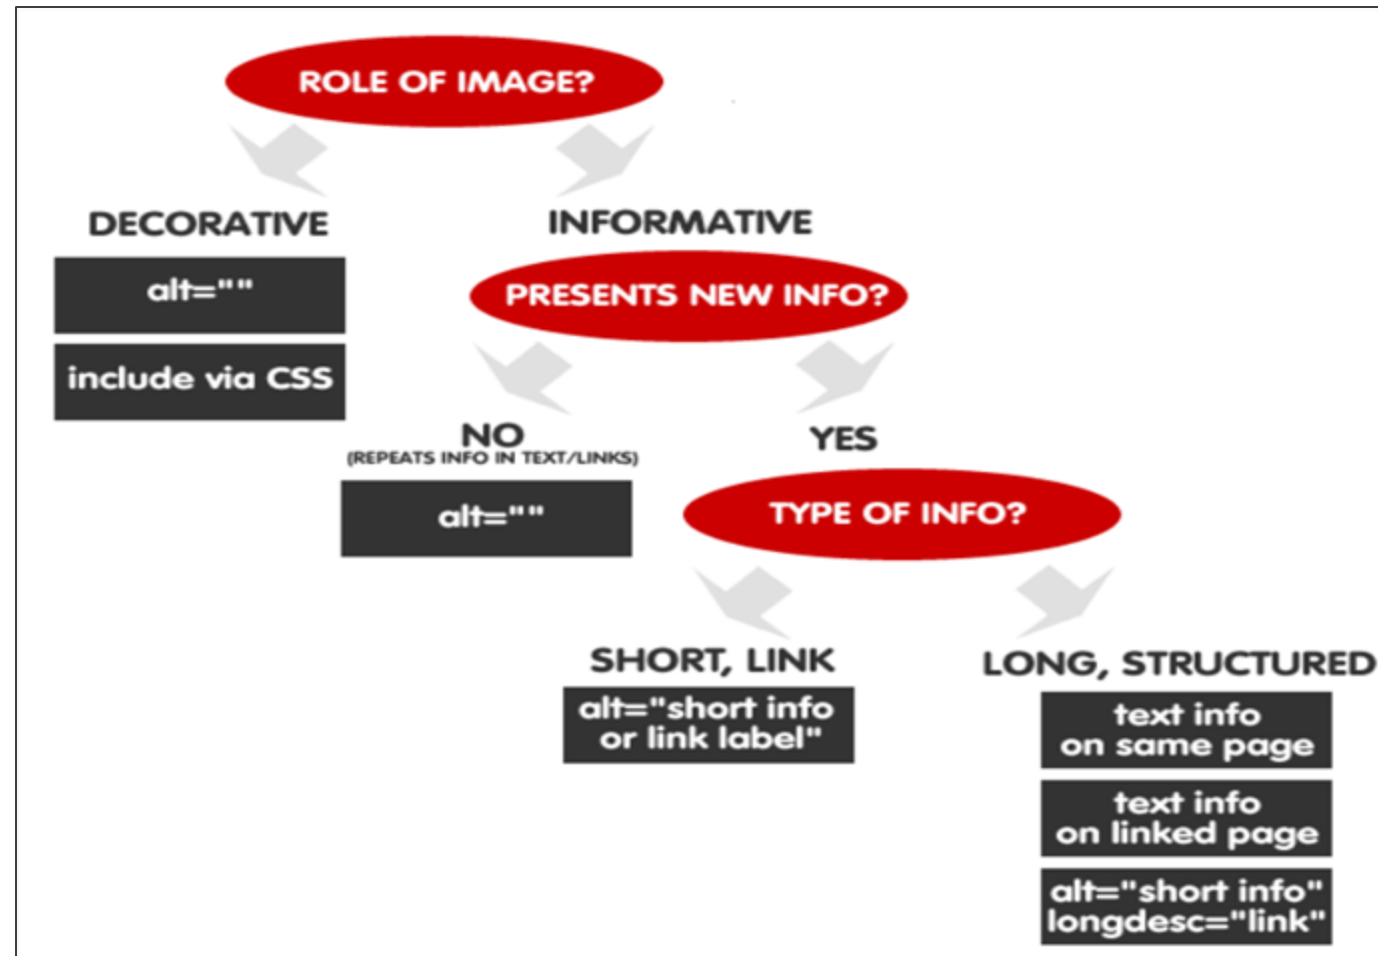 ROLE OF IMAGE?
DECORATIVE
alt=""
include via CSS
INFORMATIVE
PRESENTS NEW INFO?
NO
(REPEATS INFO IN TEXT/LINKS)
alt=""
YES
TYPE OF INFO?
SHORT, LINK
alt="short info
or link label"
LONG, STRUCTURED
text info
on same page
text info
on linked page
alt="short info"
longdesc="link"